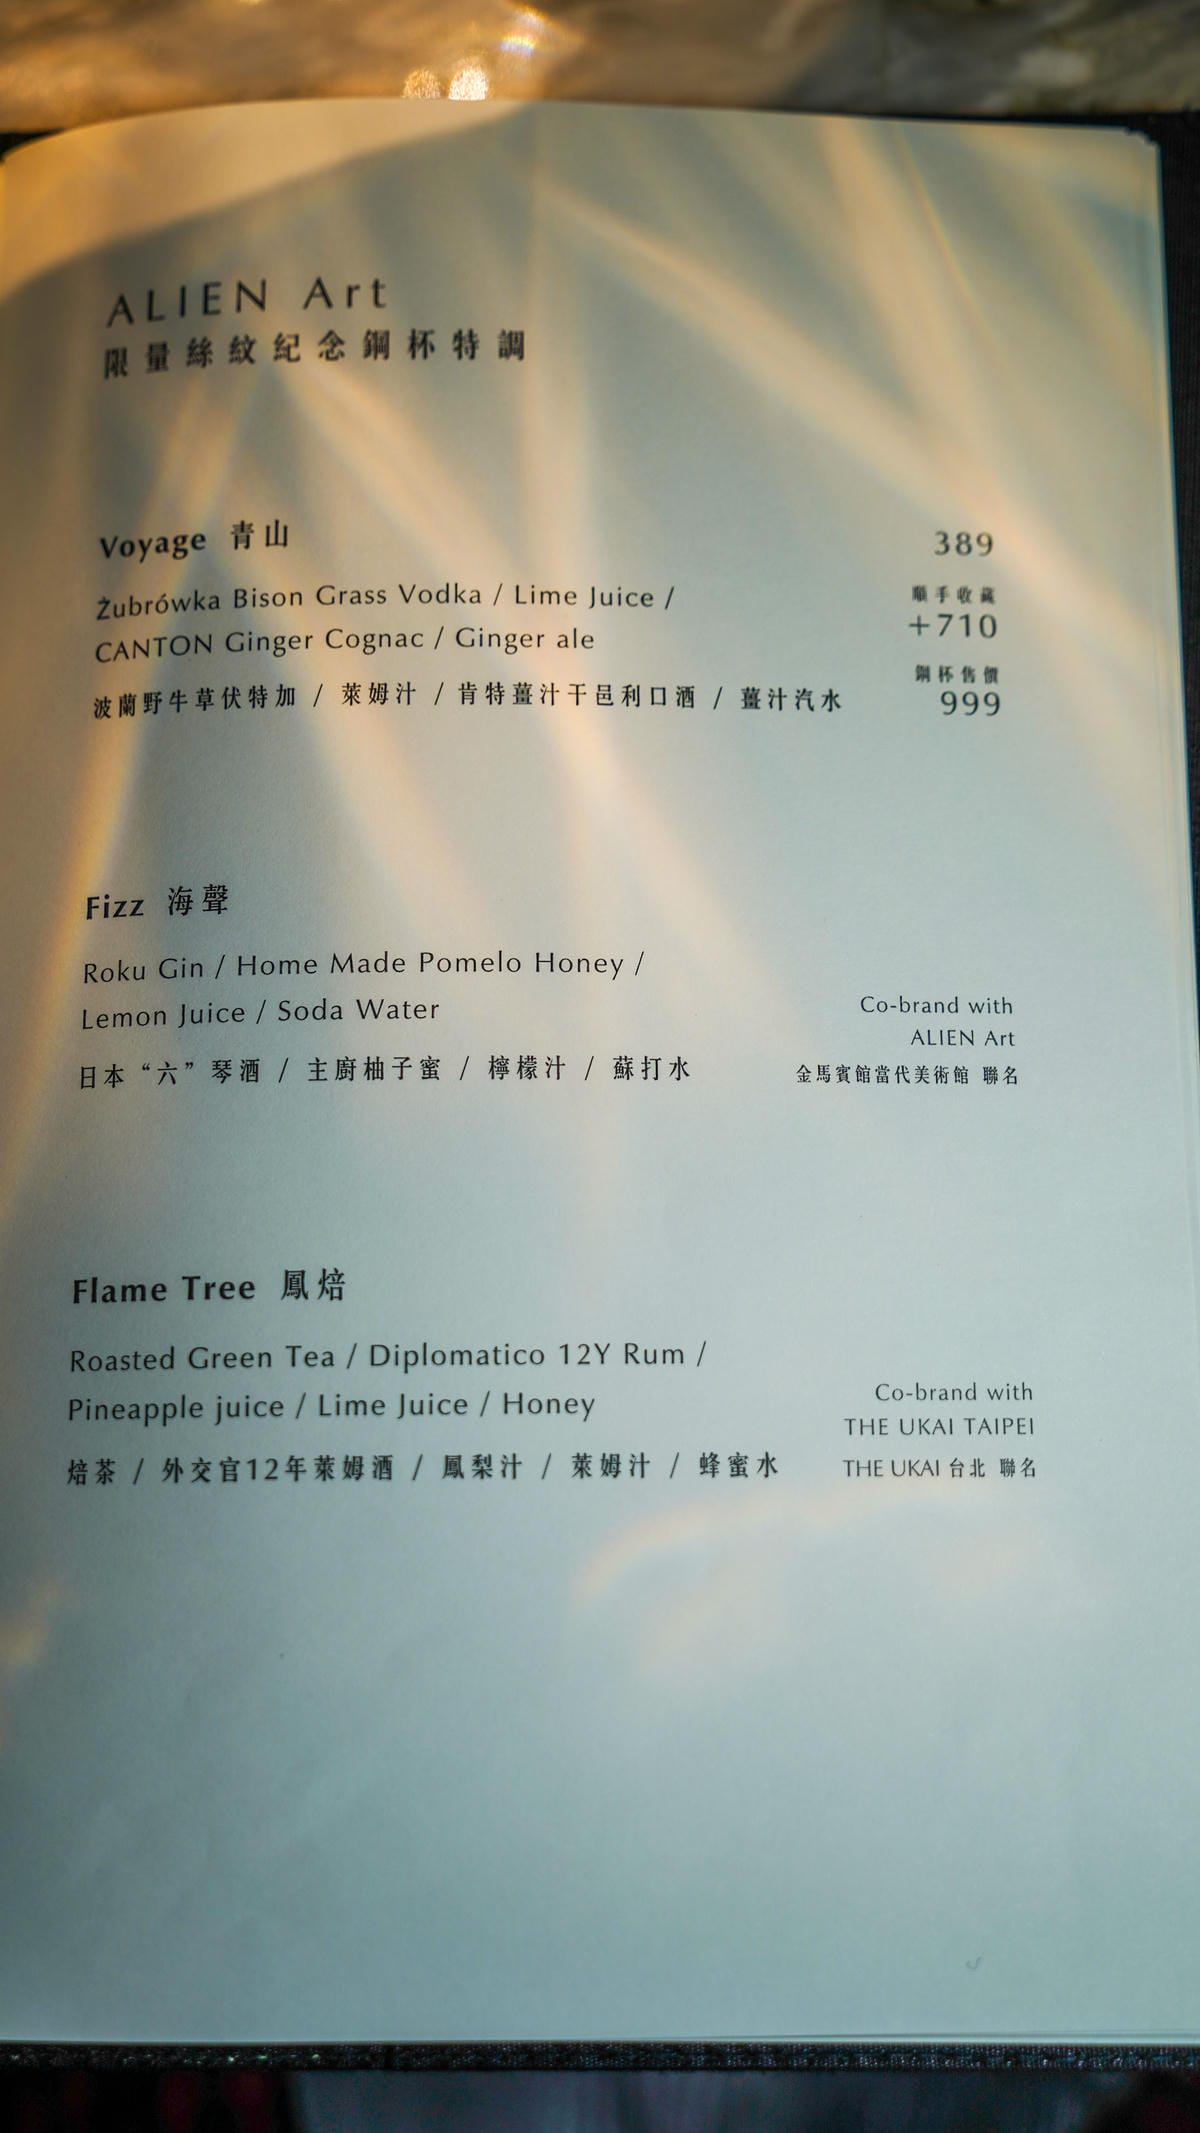 ALIEN Art
限量絲紋紀念鋼杯特調
Voyage 青山
389
Żubrówka Bison Grass Vodka / Lime Juice /
順手收藏
+710
CANTON Ginger Cognac / Ginger ale
鋼杯售價
999
波蘭野牛草伏特加 / 萊姆汁 / 肯特薑汁干邑利口酒 / 薑汁汽水
Fizz 海聲
Roku Gin / Home Made Pomelo Honey /
Lemon Juice / Soda Water
日本“六”琴酒 / 主廚柚子蜜 / 檸檬汁 / 蘇打水
Co-brand with
ALIEN Art
金馬賓館當代美術館 聯名
Flame Tree 鳳焙
Roasted Green Tea / Diplomatico 12Y Rum /
Pineapple juice / Lime Juice / Honey
焙茶 / 外交官12年萊姆酒 / 鳳梨汁 / 萊姆汁 / 蜂蜜水
Co-brand with
THE UKAI TAIPEI
THE UKAI 台北 聯名